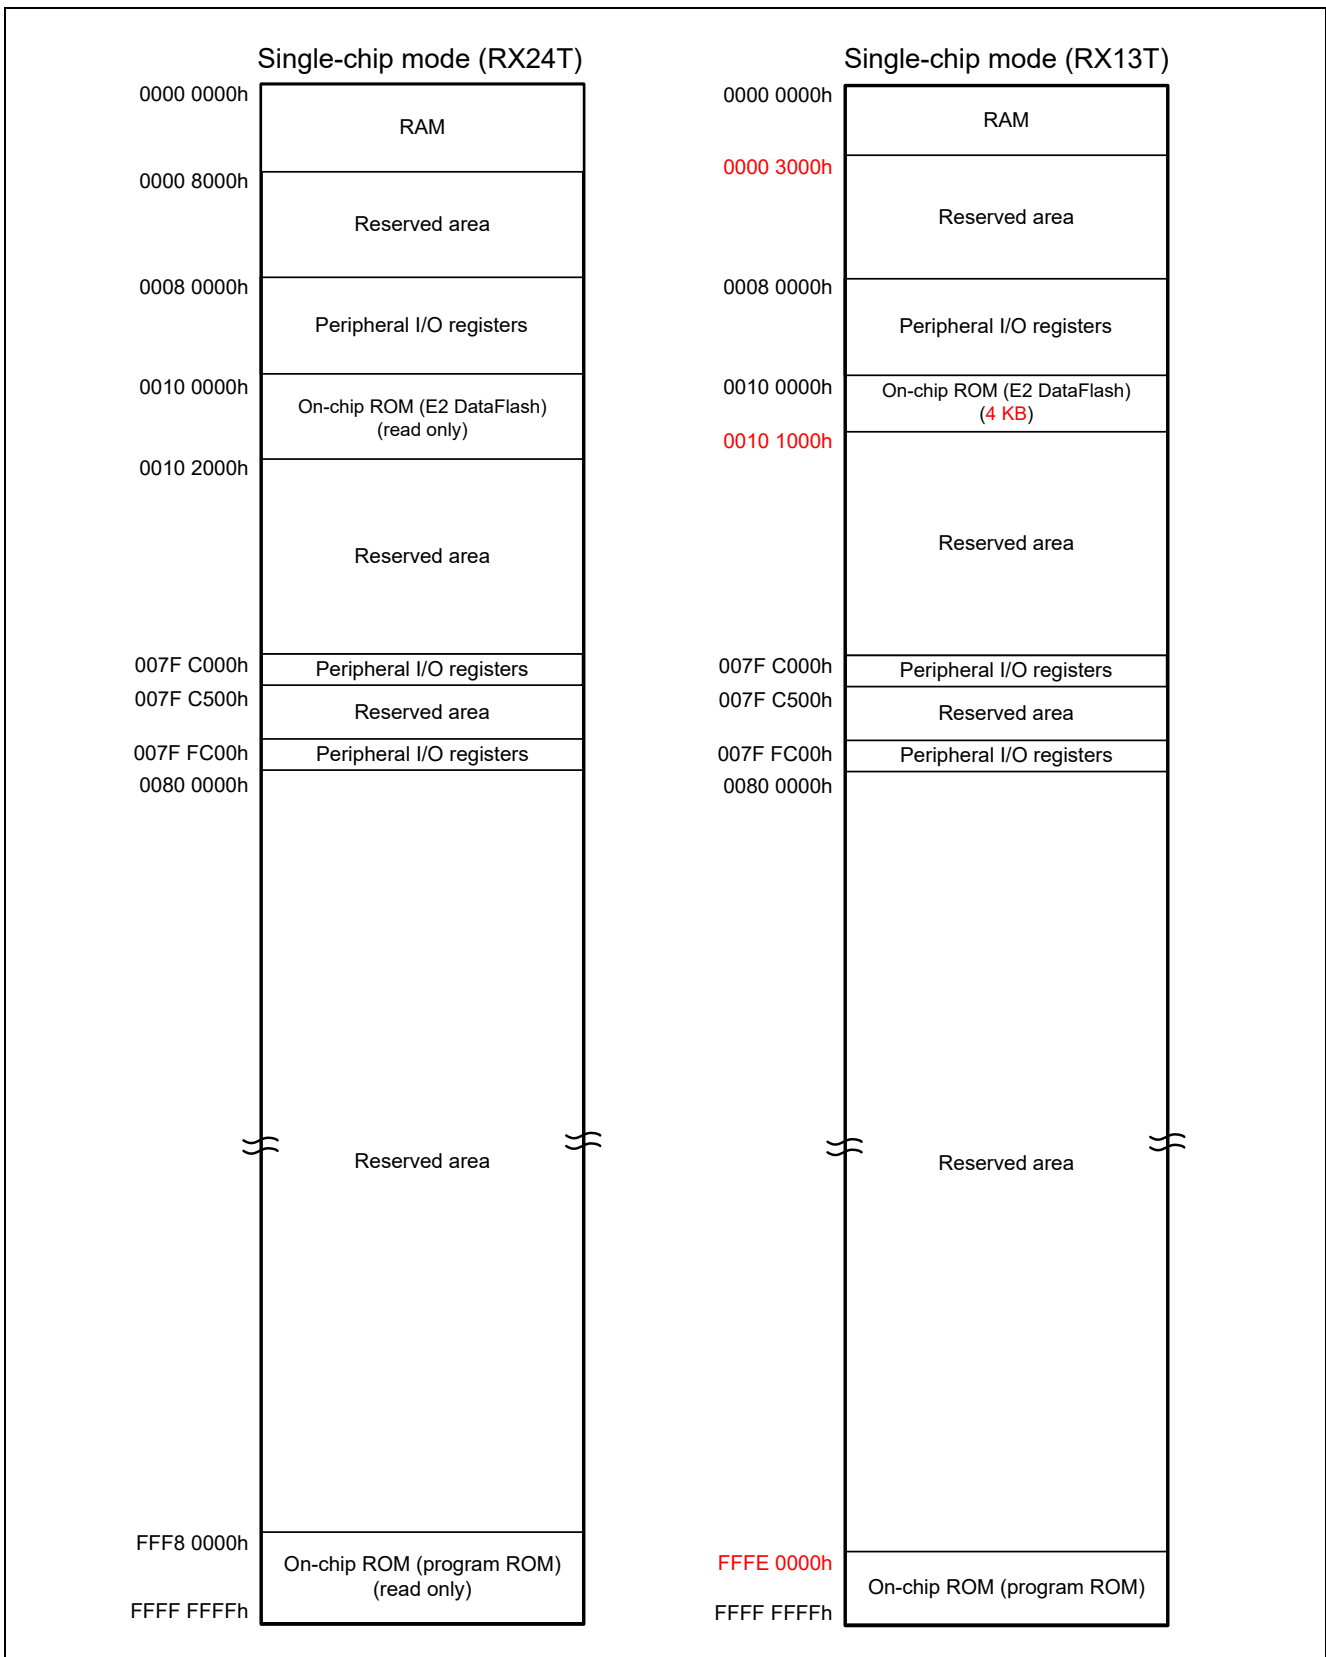 Single-chip mode (RX24T)
0000 0000h
RAM
0000 8000h
Reserved area
0008 0000h
Peripheral I/O registers
0010 0000h
On-chip ROM (E2 DataFlash)
(read only)
0010 2000h
Reserved area
007F C000h
Peripheral I/O registers
007F C500h
Reserved area
007F FC00h
Peripheral I/O registers
0080 0000h
Reserved area
FFF8 0000h
On-chip ROM (program ROM)
(read only)
FFFF FFFFh
Single-chip mode (RX13T)
0000 0000h
RAM
0000 3000h
Reserved area
0008 0000h
Peripheral I/O registers
0010 0000h
On-chip ROM (E2 DataFlash)
(4 KB)
0010 1000h
Reserved area
007F C000h
Peripheral I/O registers
007F C500h
Reserved area
007F FC00h
Peripheral I/O registers
0080 0000h
Reserved area
FFFE 0000h
On-chip ROM (program ROM)
FFFF FFFFh